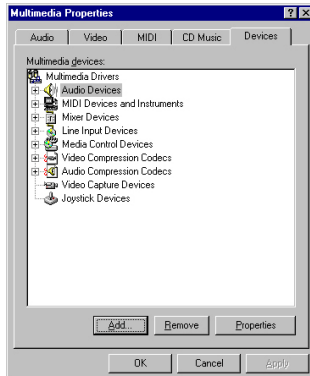 Multimedia Properties
Audio Video MIDI CD Music Devices
Multimedia devices:
Multimedia Drivers
Audio Devices
MIDI Devices and Instruments
Mixer Devices
Line Input Devices
Media Control Devices
Video Compression Codecs
Audio Compression Codecs
Video Capture Devices
Joystick Devices
Add... Remove Properties
OK Cancel Apply